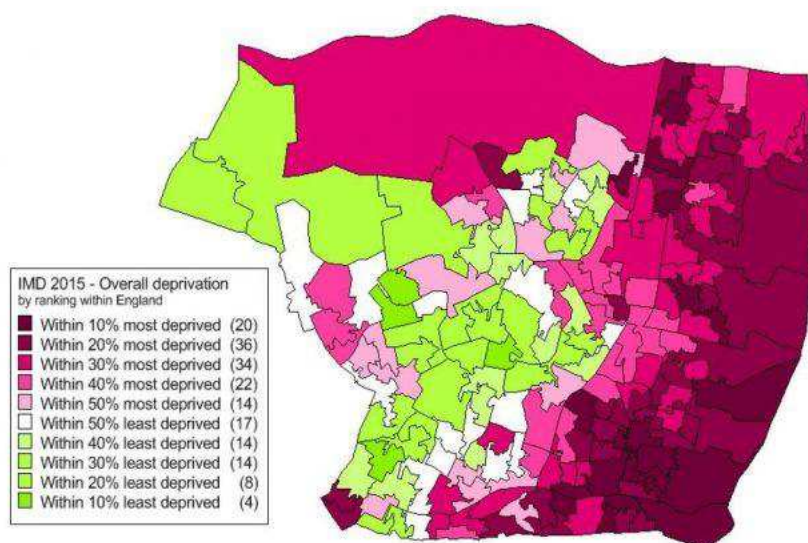 IMD 2015 - Overall deprivation
by ranking within England
Within 10% most deprived (20)
Within 20% most deprived (36)
Within 30% most deprived (34)
Within 40% most deprived (22)
Within 50% most deprived (14)
Within 50% least deprived (17)
Within 40% least deprived (14)
Within 30% least deprived (14)
Within 20% least deprived (8)
Within 10% least deprived (4)